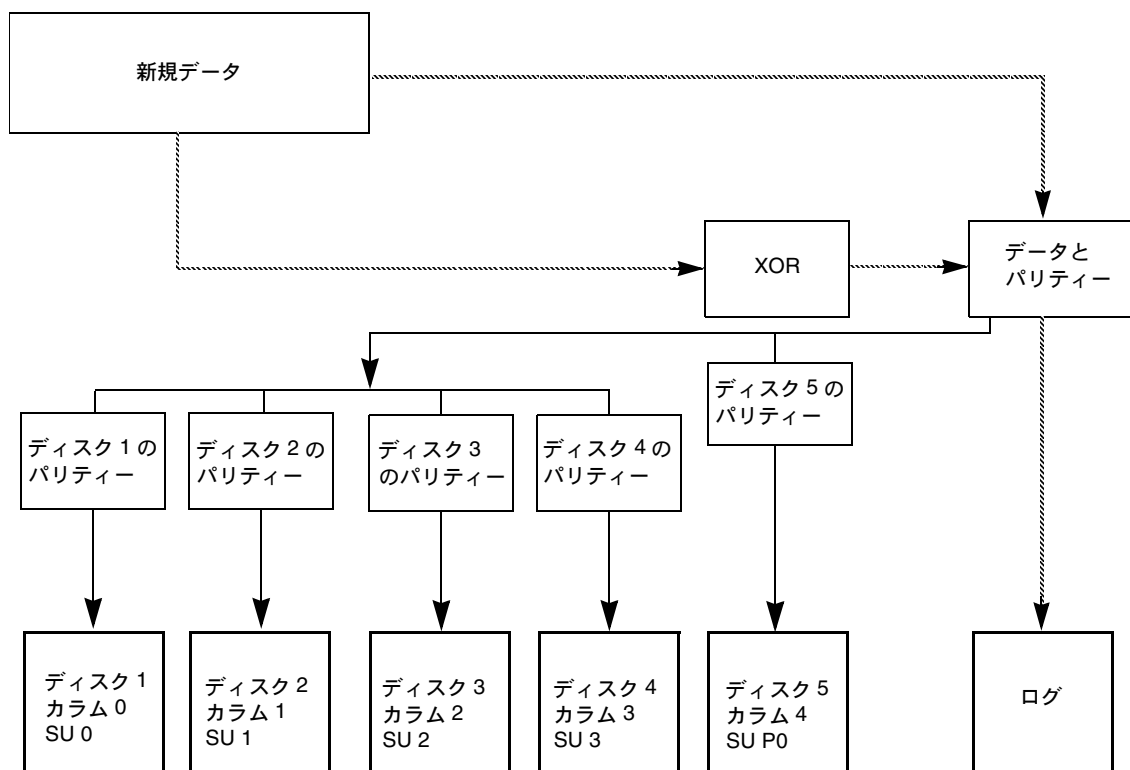 新規データ
XOR
データと
パリティー
ディスク 5 の
パリティー
ディスク 1 の
パリティー
ディスク 2 の
パリティー
ディスク 3
のパリティー
ディスク 4 の
パリティー
ディスク 1
カラム 0
SU 0
ディスク 2
カラム 1
SU 1
ディスク 3
カラム 2
SU 2
ディスク 4
カラム 3
SU 3
ディスク 5
カラム 4
SU P0
ログ